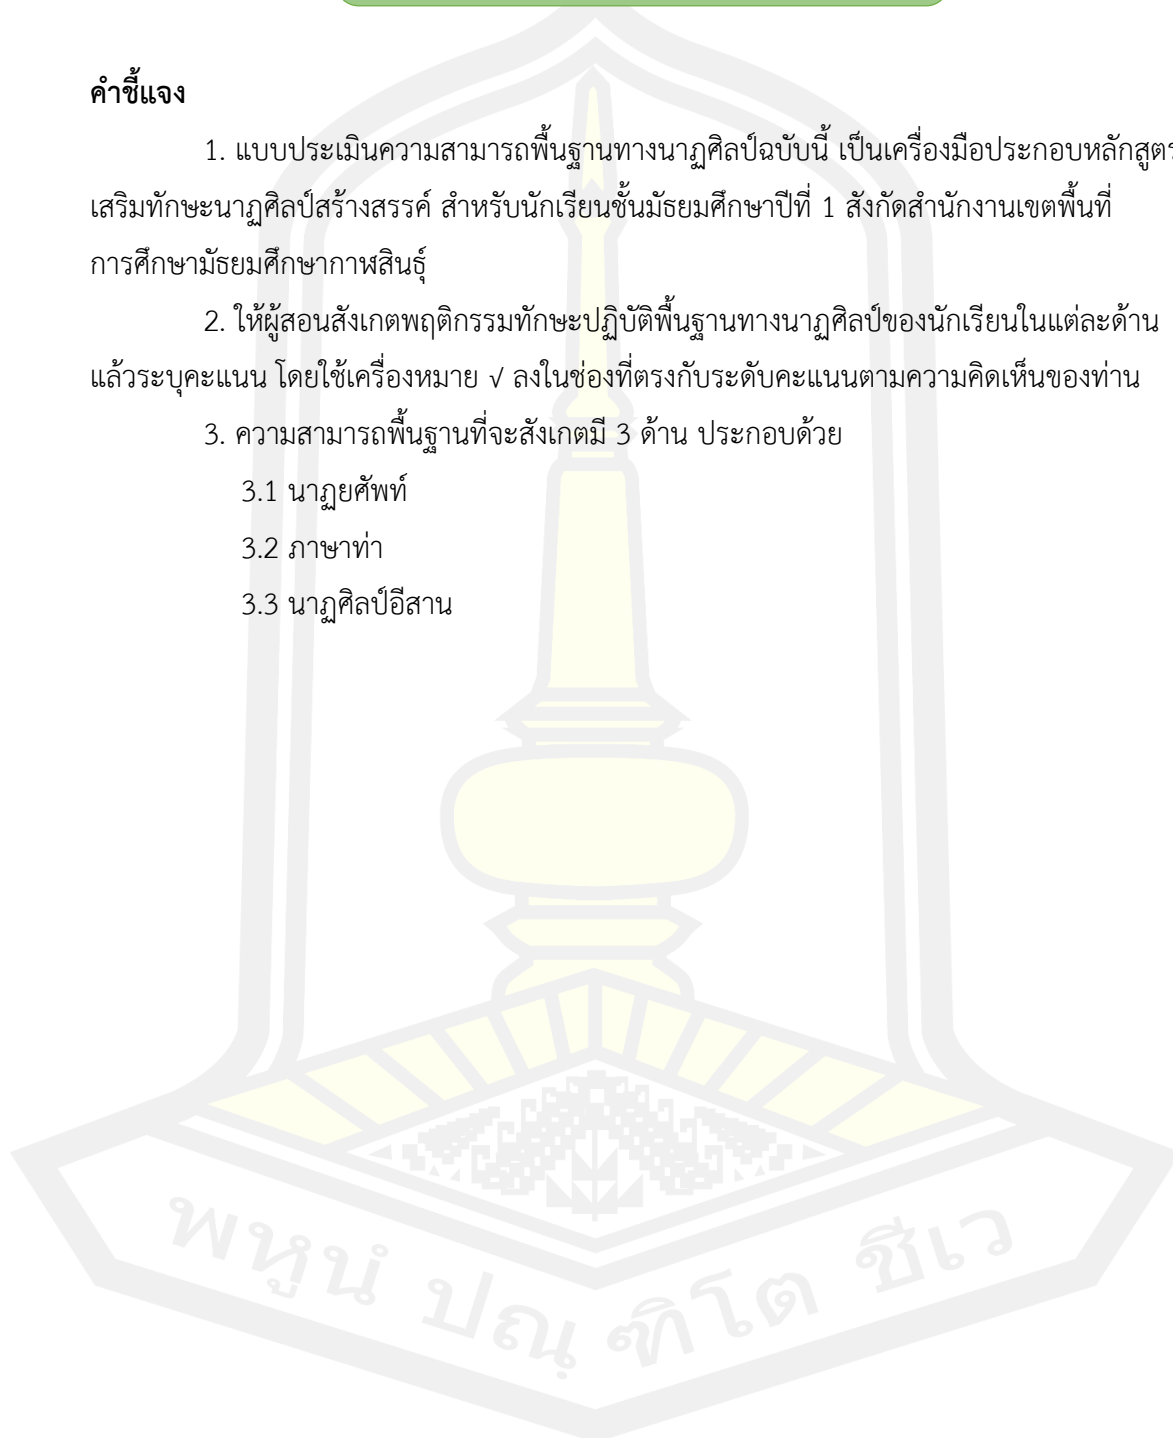 คำชี้แจง
1. แบบประเมินความสามารถพื้นฐานทางนาฏศิลป์ฉบับนี้ เป็นเครื่องมือประกอบหลักสูตร
เสริมทักษะนาฏศิลป์สร้างสรรค์ สำหรับนักเรียนชั้นมัธยมศึกษาปีที่ 1 สังกัดสำนักงานเขตพื้นที่
การศึกษามัธยมศึกษากาฬสินธุ์
2. ให้ผู้สอนสังเกตพฤติกรรมทักษะปฏิบัติพื้นฐานทางนาฏศิลป์ของนักเรียนในแต่ละด้าน
แล้วระบุคะแนน โดยใช้เครื่องหมาย √ ลงในช่องที่ตรงกับระดับคะแนนตามความคิดเห็นของท่าน
3. ความสามารถพื้นฐานที่จะสังเกตมี 3 ด้าน ประกอบด้วย
3.1 นาฏยศัพท์
3.2 ภาษาท่า
3.3 นาฏศิลป์อีสาน
พหูนํ ปณฺฑิโต ชีเว